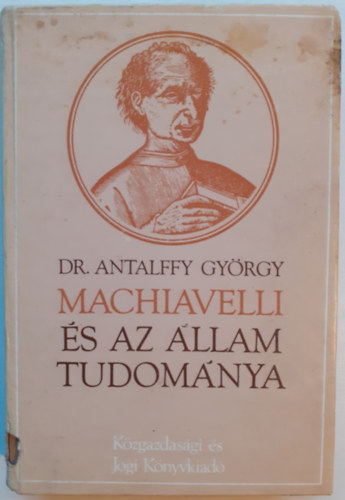 DR. ANTALFFY GYÖRGY
MACHIAVELLI
ÉS AZ ÁLLAM
TUDOMÁNYA
Közgazdasági és
Jogi Könyvkiadó